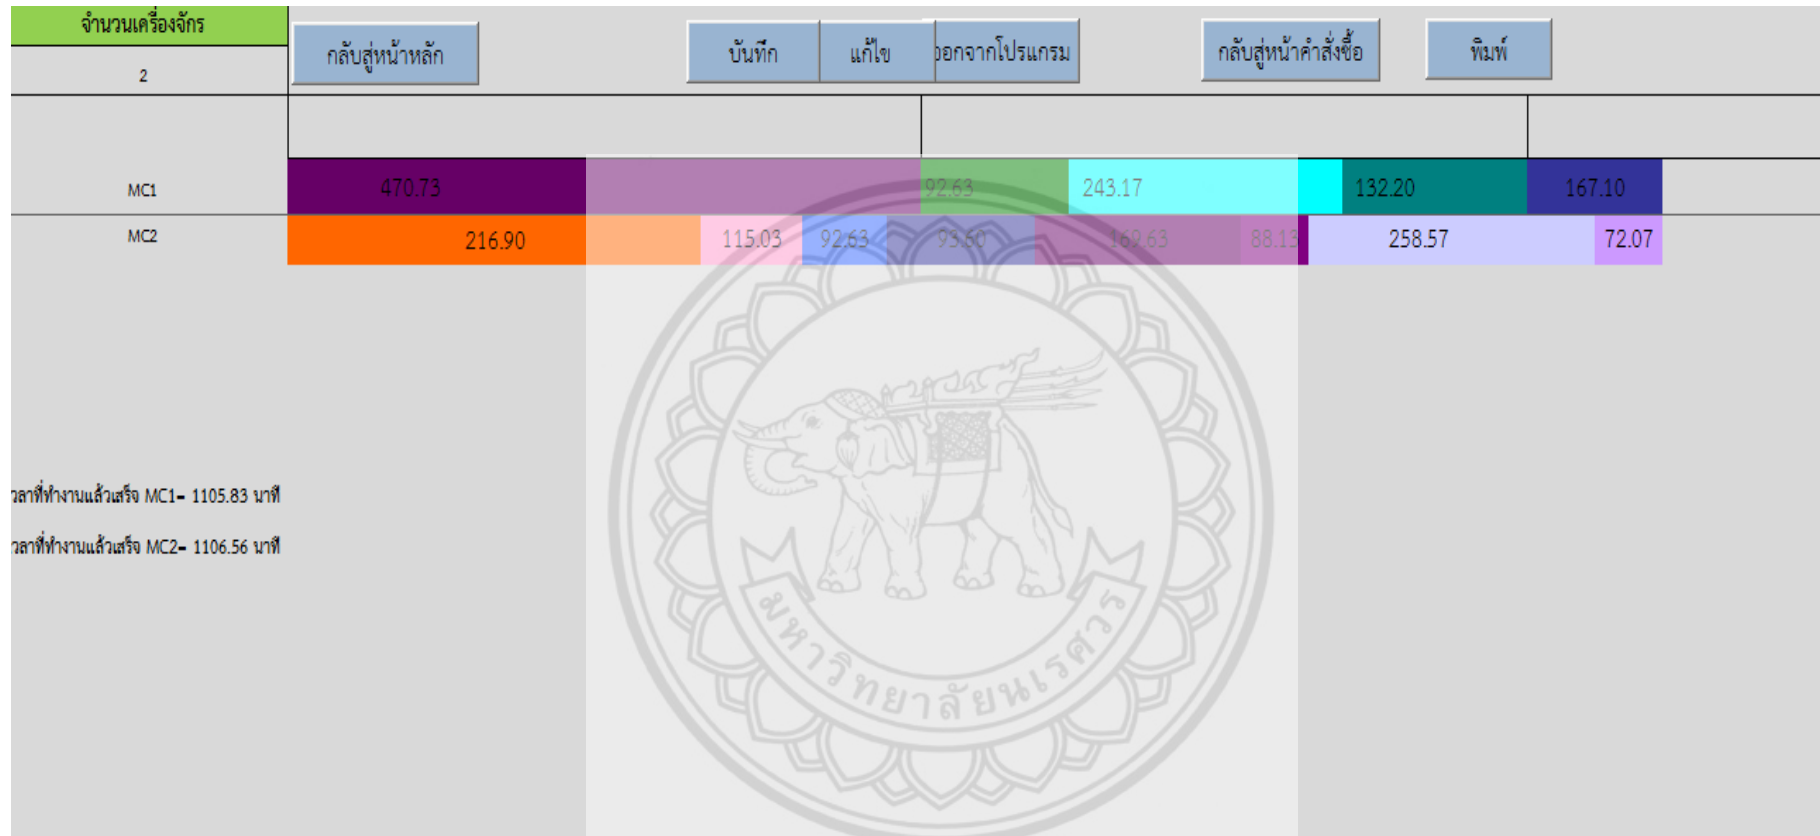 จำนวนเครื่องจักร
2
กลับสู่หน้าหลัก
บันทึก
แก้ไข
ออกจากโปรแกรม
กลับสู่หน้าคำสั่งซื้อ
พิมพ์
MC1 470.73 92.63 243.17 132.20 167.10
MC2 216.90 115.03 92.63 93.60 169.63 88.13 258.57 72.07
วลาที่ทำงานแล้วเสร็จ MC1= 1105.83 นาที
วลาที่ทำงานแล้วเสร็จ MC2= 1106.56 นาที
มหาวิทยาลัยนเรศวร